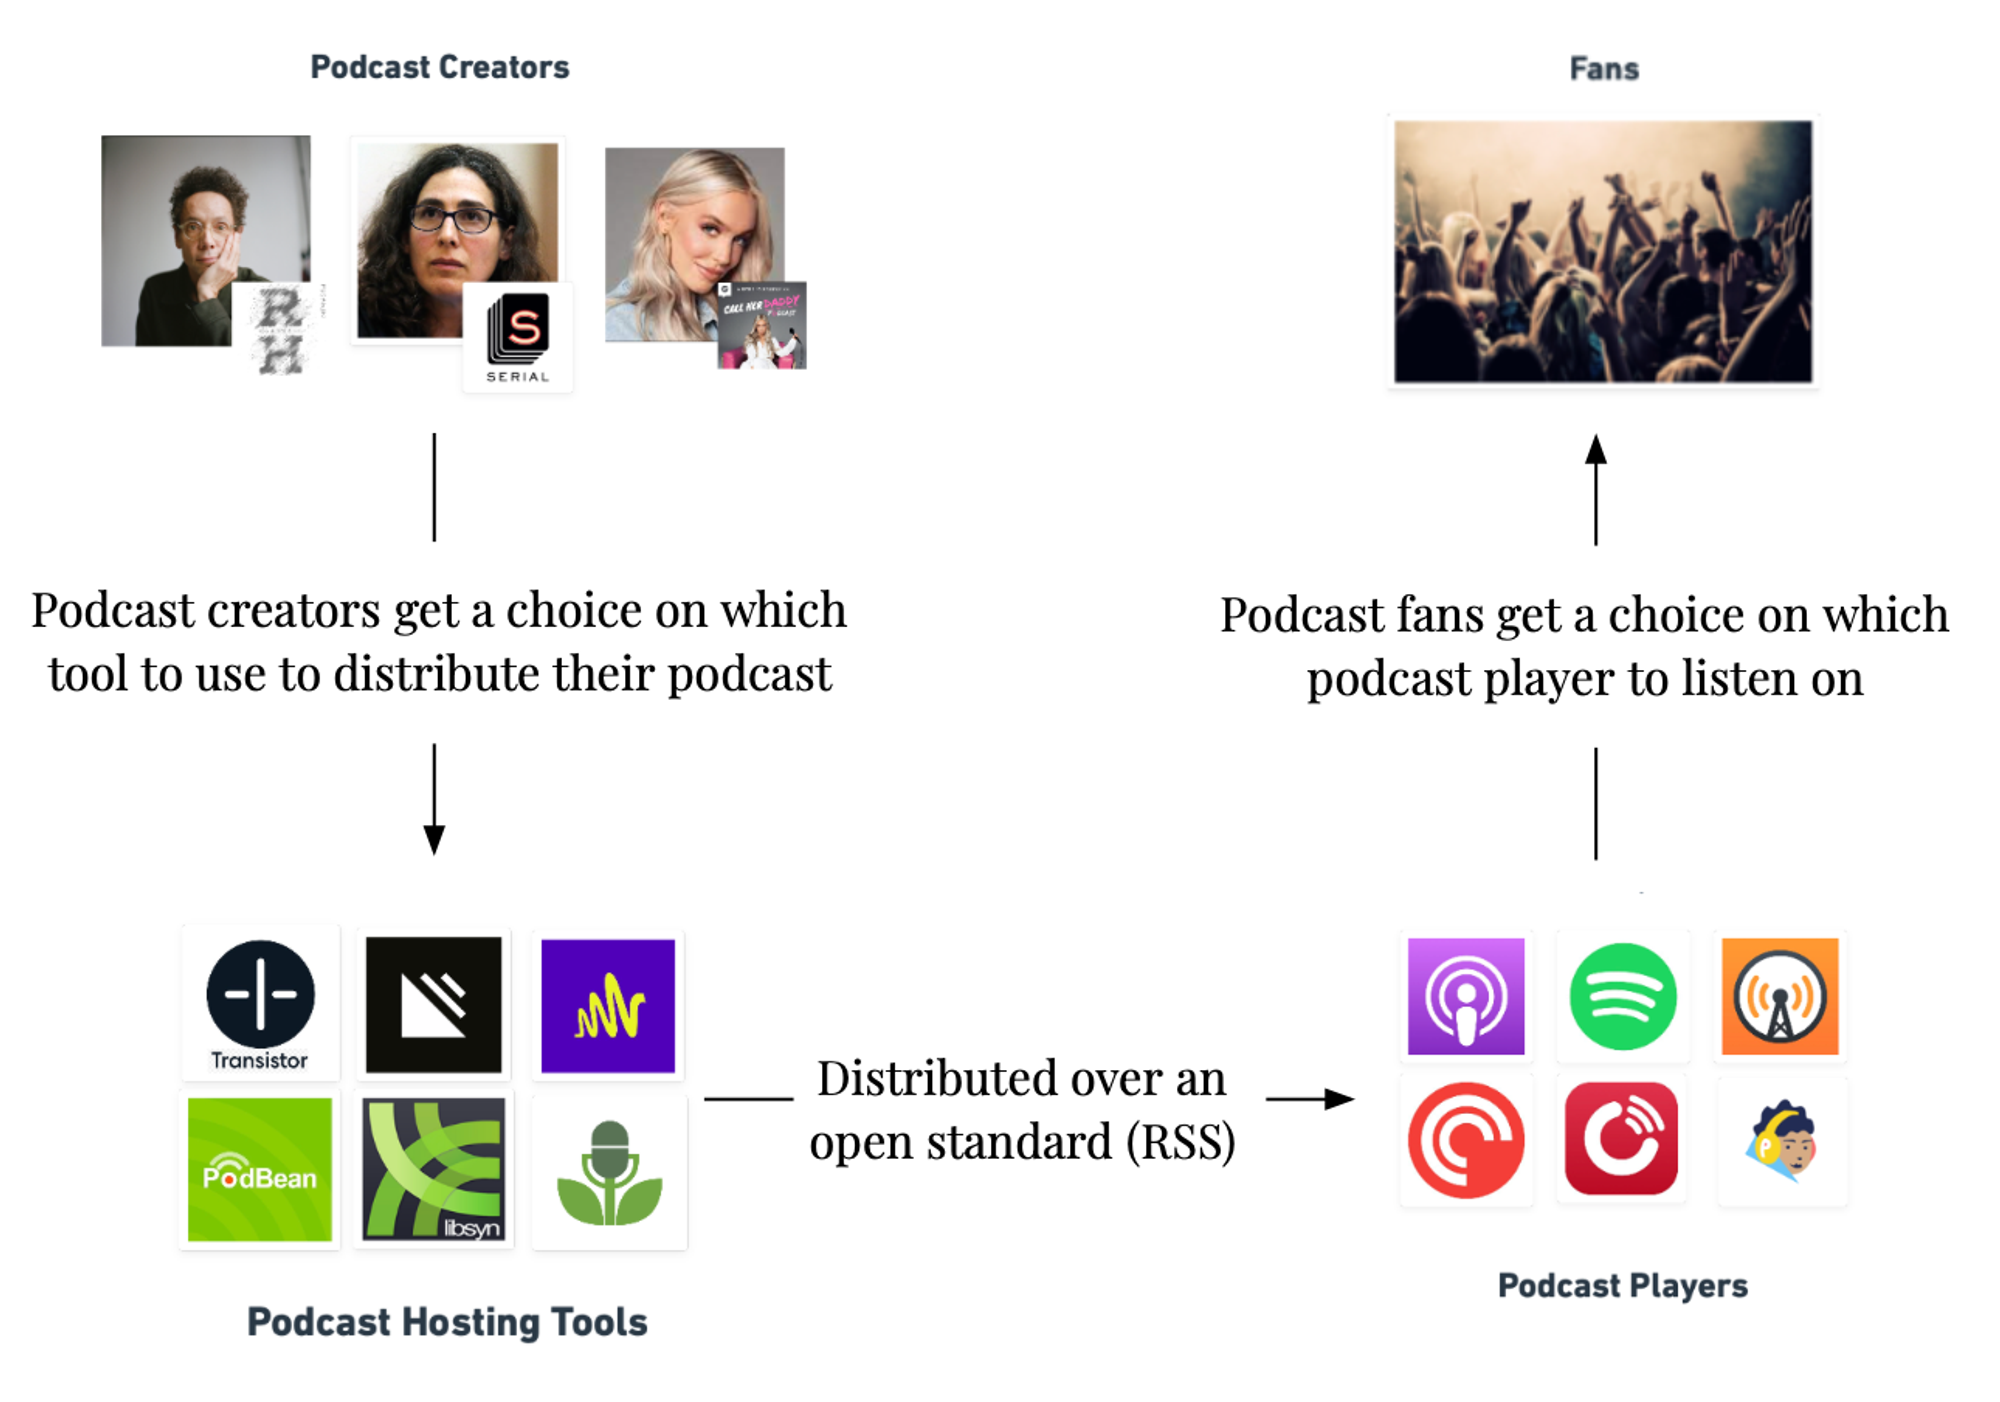 Podcast Creators
Fans
R
H
S
SERIAL
CALL HER DADDY
PODCAST
Podcast creators get a choice on which
tool to use to distribute their podcast
Podcast fans get a choice on which
podcast player to listen on
Transistor
PodBean
libsyn
Distributed over an
open standard (RSS)
P
Podcast Players
Podcast Hosting Tools